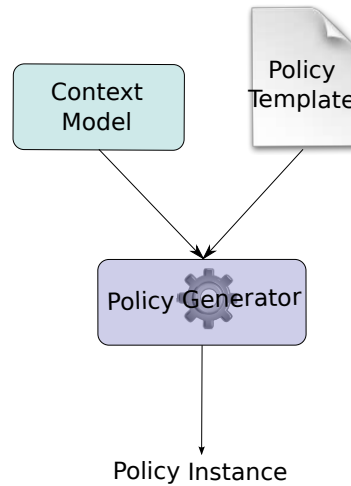 Context
Model
Policy
Template
Policy Generator
Policy Instance